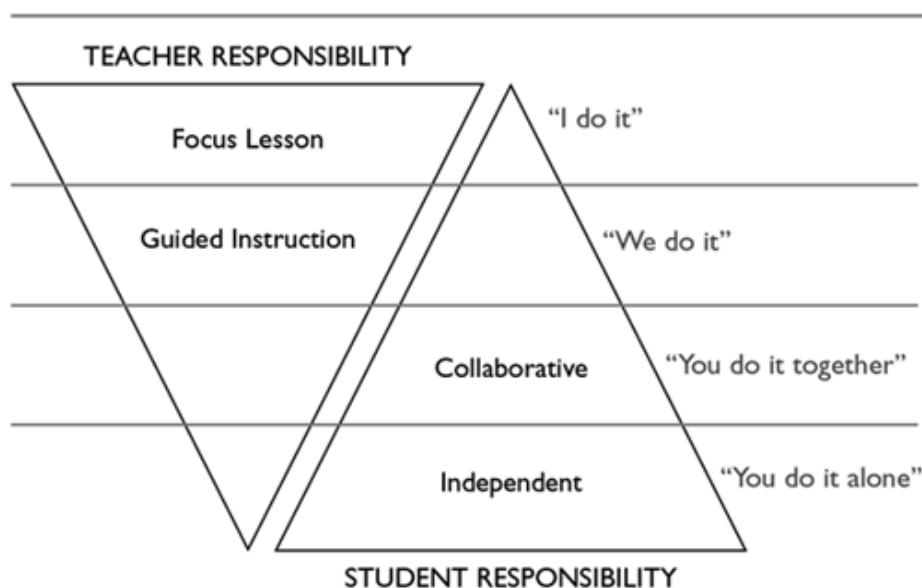 TEACHER RESPONSIBILITY
Focus Lesson
“I do it”
Guided Instruction
“We do it”
Collaborative
“You do it together”
Independent
“You do it alone”
STUDENT RESPONSIBILITY